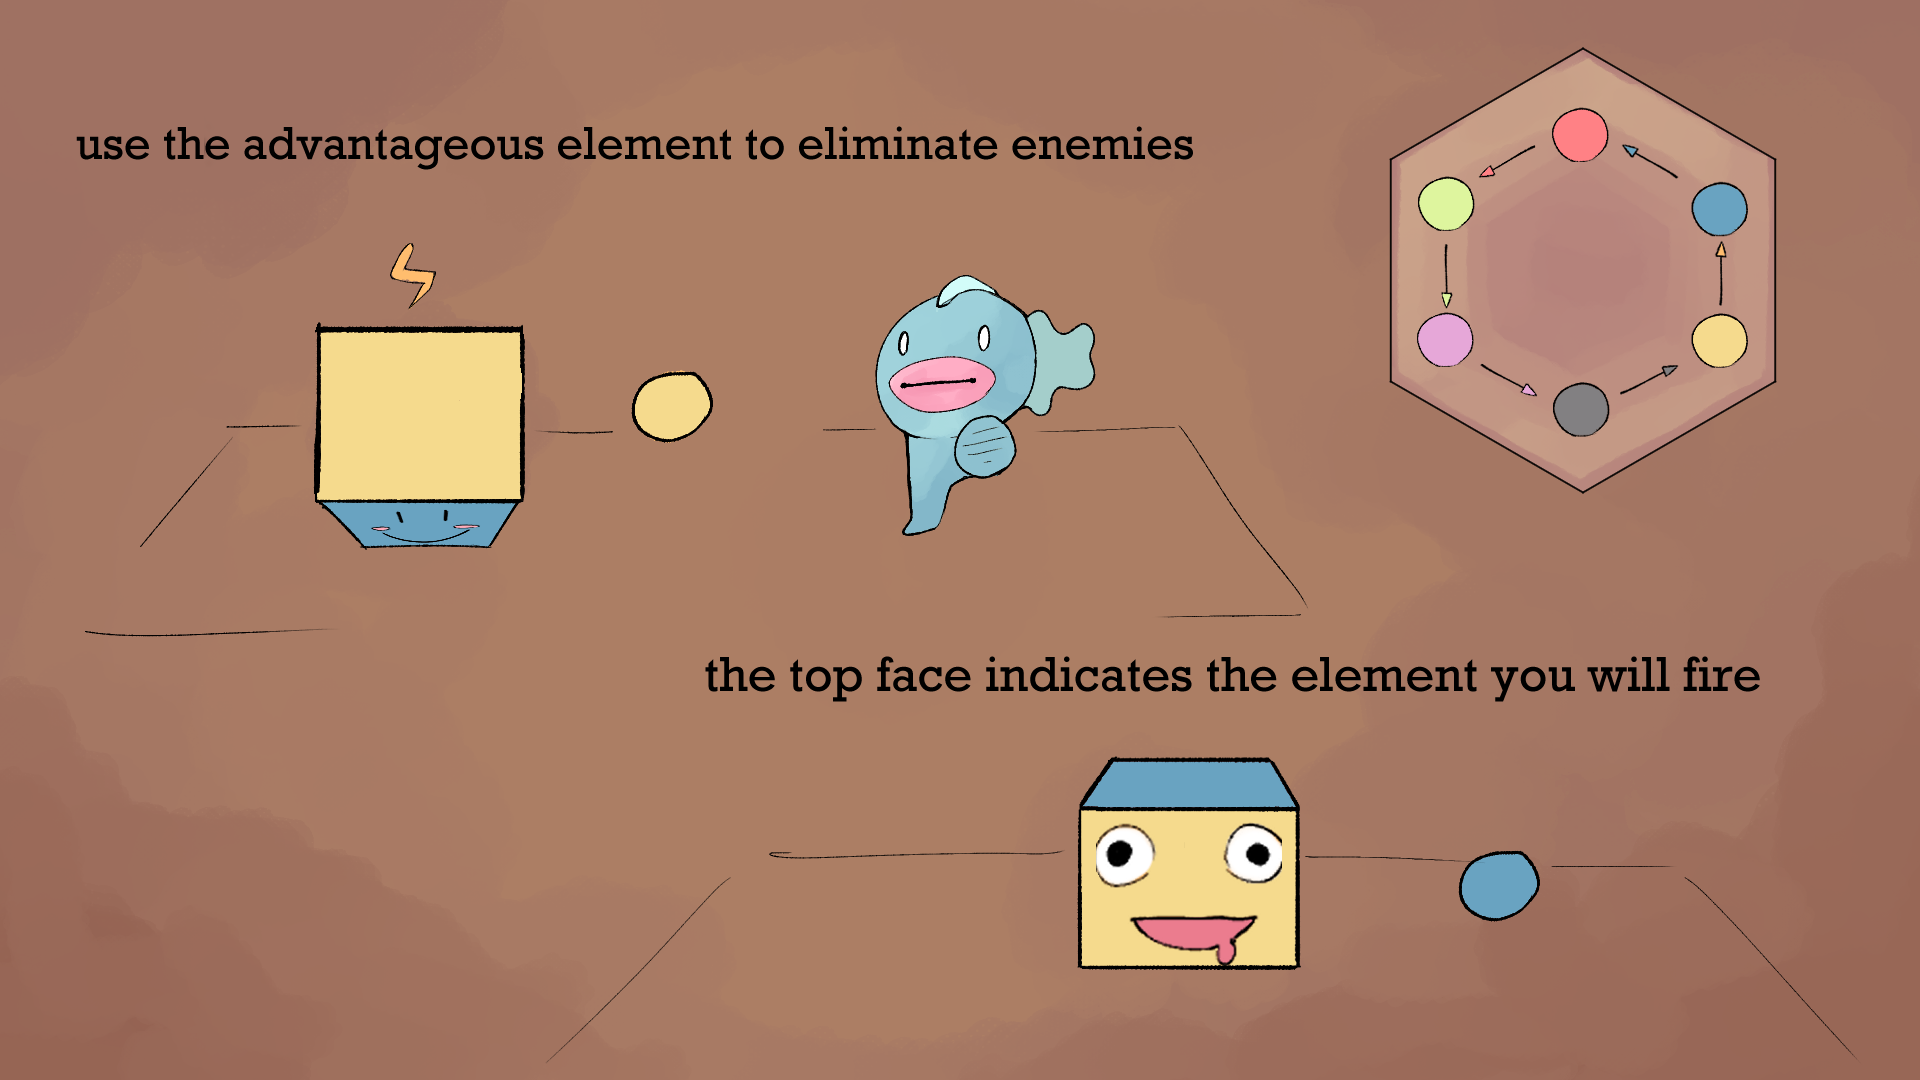 use the advantageous element to eliminate enemies
the top face indicates the element you will fire